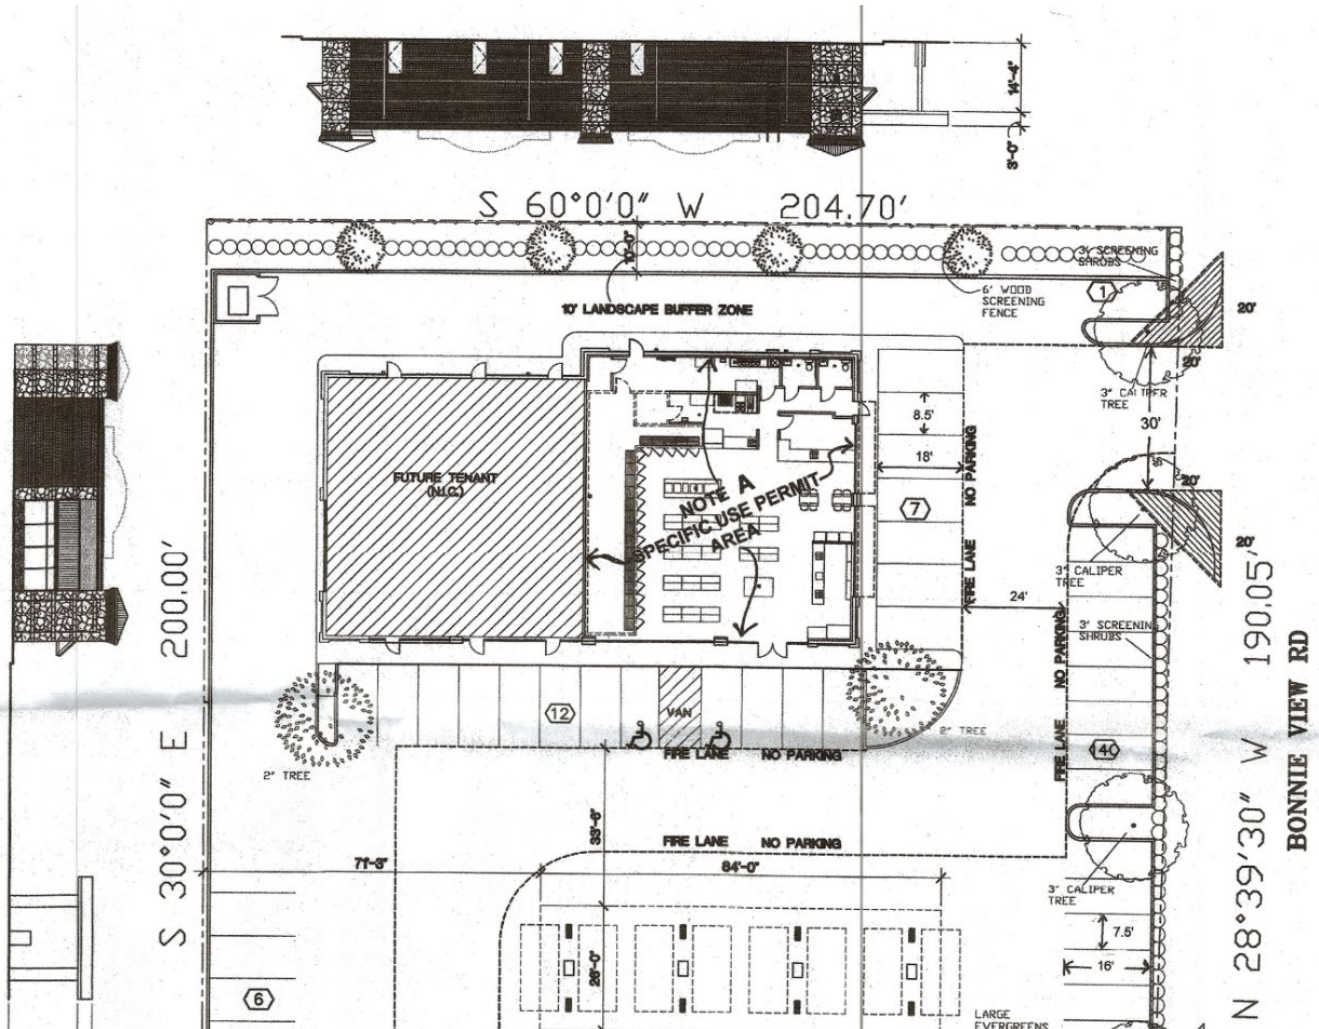 14'-4"
3'-0"
S 60°0'0" W 204.70'
10'-0"
3' SCREENING
SHRUBS
6' WOOD
SCREENING
FENCE
1
20'
10' LANDSCAPE BUFFER ZONE
20'
3" CALIPER
TREE
30'
8.5'
18'
FIRE LANE NO PARKING
FUTURE TENANT
(N.I.C.)
NOTE A
SPECIFIC USE PERMIT
AREA
7
20'
20'
3" CALIPER
TREE
24'
3' SCREENING
SHRUBS
S 30°0'0" E 200.00'
12
VAN
2" TREE
2" TREE
FIRE LANE NO PARKING
FIRE LANE NO PARKING
40
33'-6"
FIRE LANE NO PARKING
71'-3"
84'-0"
3" CALIPER
TREE
7.5'
16'
26'-0"
6
LARGE
EVERGREENS
N 28°39'30" W 190.05'
BONNIE VIEW RD